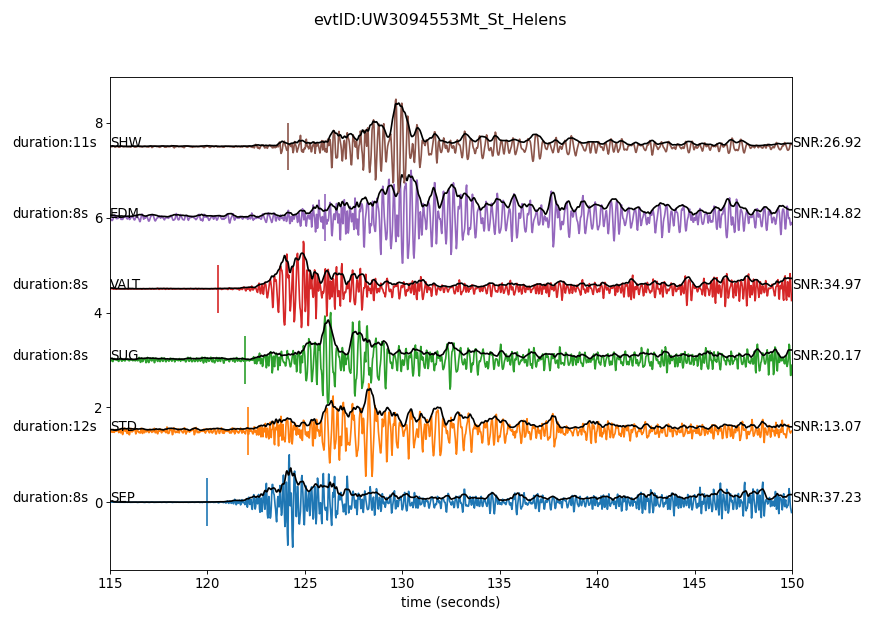 evtID:UW3094553Mt_St_Helens
8
duration:11s SHW SNR:26.92
duration:8s EDM SNR:14.82
6
duration:8s VALT SNR:34.97
4
duration:8s SUG SNR:20.17
2
duration:12s STD SNR:13.07
duration:8s SEP SNR:37.23
0
115 120 125 130 135 140 145 150
time (seconds)